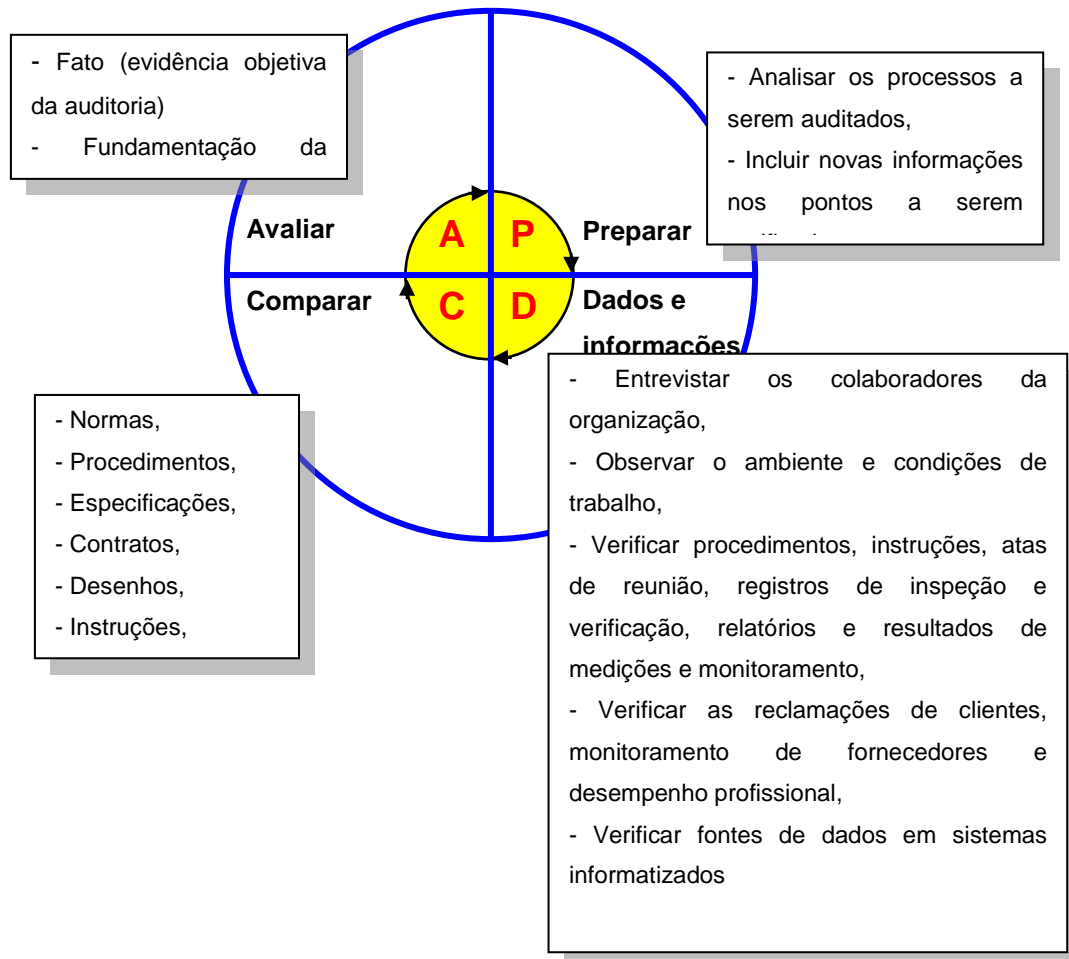 - Fato (evidência objetiva
da auditoria)
- Fundamentação da
- Analisar os processos a
serem auditados,
- Incluir novas informações
nos pontos a serem
Avaliar
A
P
Preparar
Comparar
C
D
Dados e
informações
- Normas,
- Procedimentos,
- Especificações,
- Contratos,
- Desenhos,
- Instruções,
- Entrevistar os colaboradores da
organização,
- Observar o ambiente e condições de
trabalho,
- Verificar procedimentos, instruções, atas
de reunião, registros de inspeção e
verificação, relatórios e resultados de
medições e monitoramento,
- Verificar as reclamações de clientes,
monitoramento de fornecedores e
desempenho profissional,
- Verificar fontes de dados em sistemas
informatizados